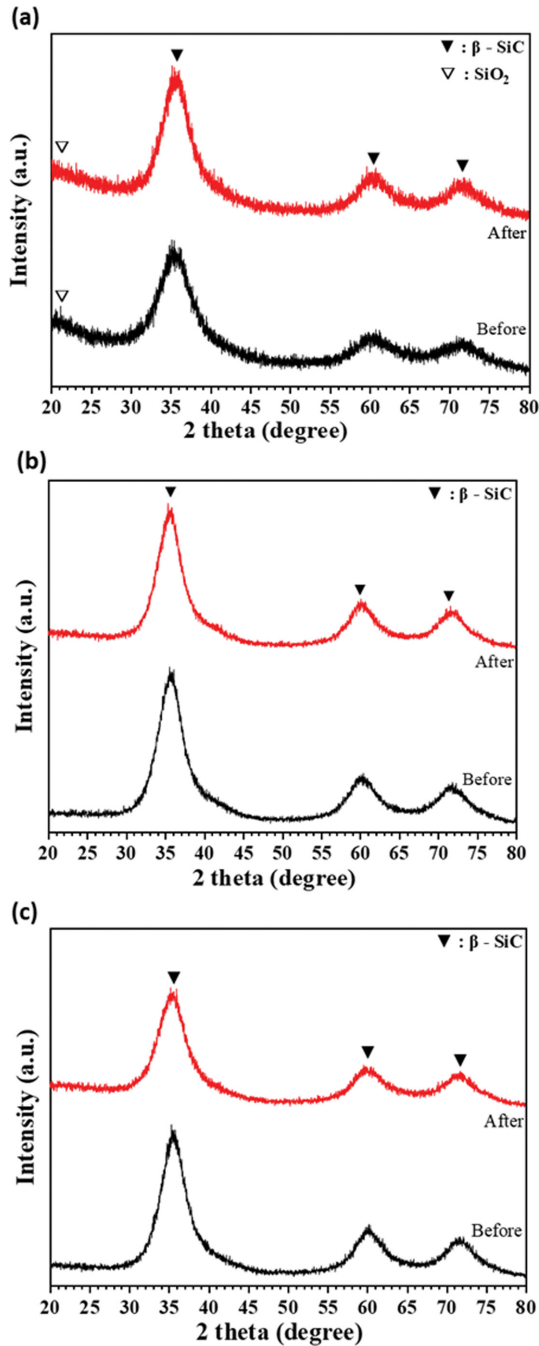 (a)
▼ : β - SiC
▽ : SiO₂
After
Before
Intensity (a.u.)
20 25 30 35 40 45 50 55 60 65 70 75 80
2 theta (degree)
(b)
▼ : β - SiC
After
Before
Intensity (a.u.)
20 25 30 35 40 45 50 55 60 65 70 75 80
2 theta (degree)
(c)
▼ : β - SiC
After
Before
Intensity (a.u.)
20 25 30 35 40 45 50 55 60 65 70 75 80
2 theta (degree)